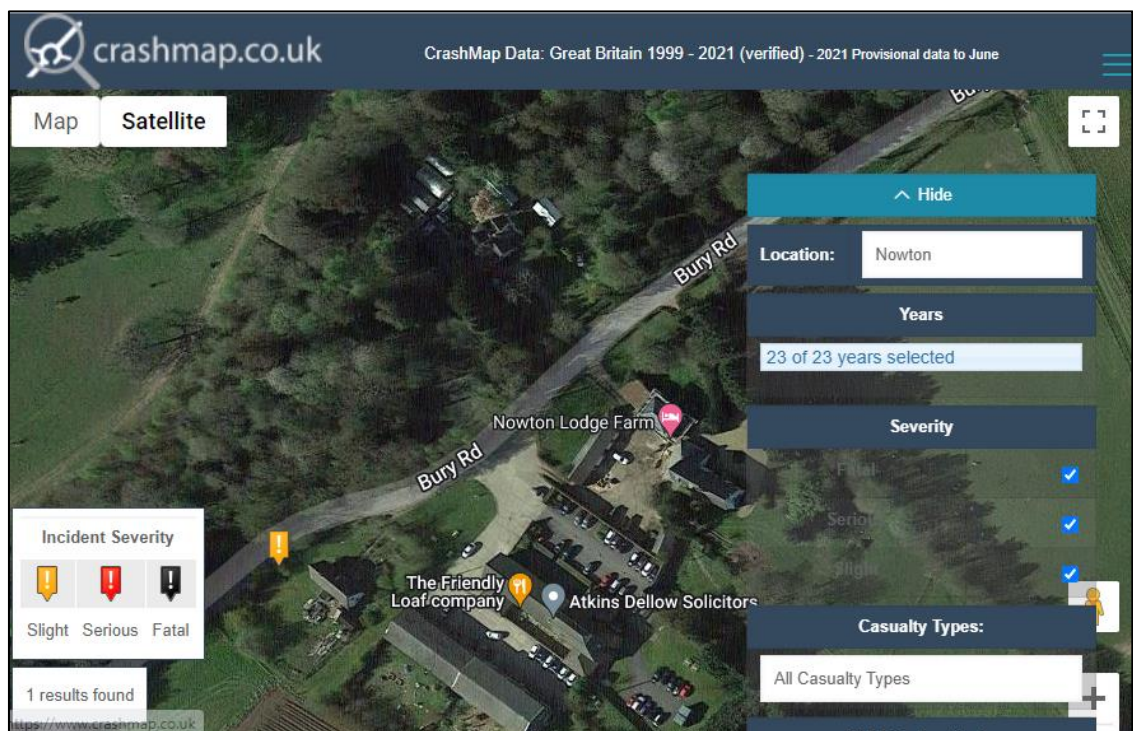 crashmap.co.uk
CrashMap Data: Great Britain 1999 - 2021 (verified) - 2021 Provisional data to June
Map Satellite
Bury Rd
Hide
Location: Nowton
Years
23 of 23 years selected
Severity
Fatal
Serious
Slight
Nowton Lodge Farm
Bury Rd
The Friendly
Loaf company
Atkins Dellow Solicitors
Casualty Types:
All Casualty Types
Incident Severity
Slight Serious Fatal
1 results found
https://www.crashmap.co.uk